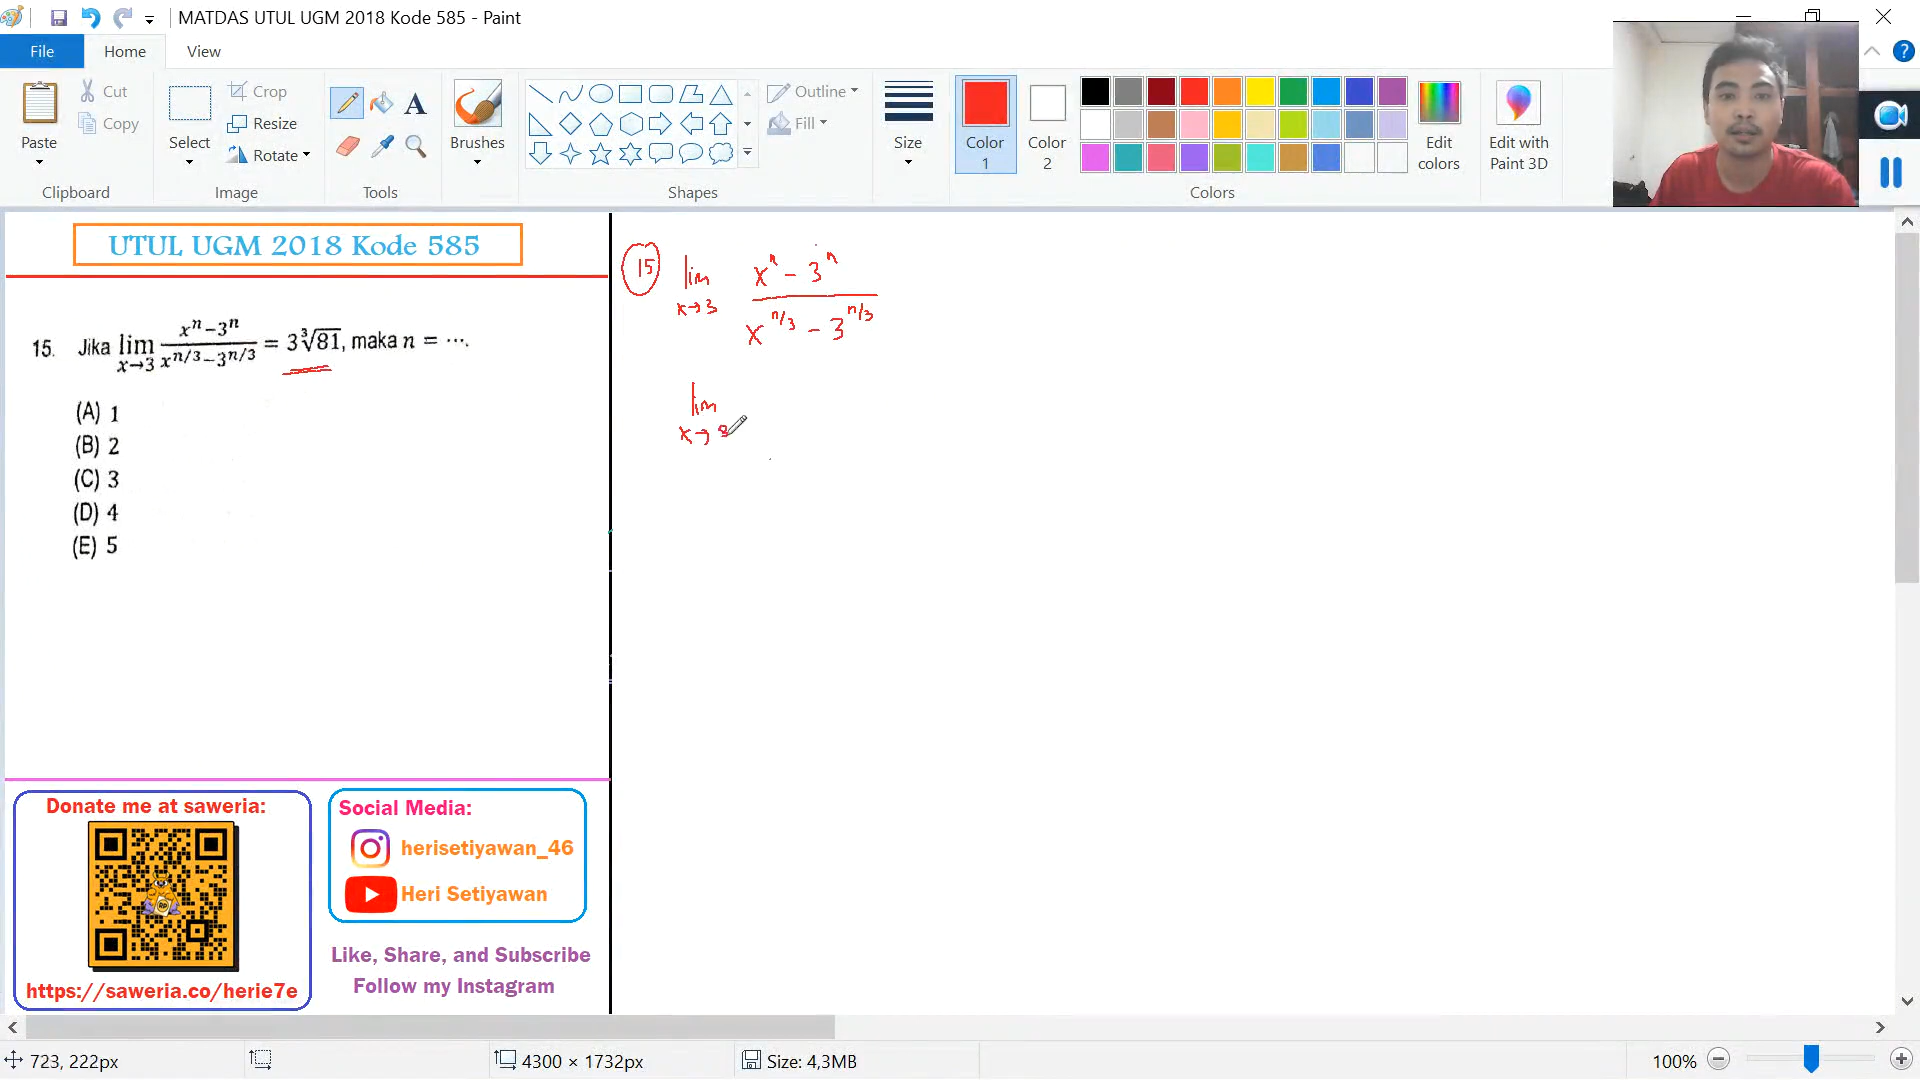 MATDAS UTUL UGM 2018 Kode 585 - Paint
File Home View
Paste
Cut
Copy
Clipboard
Select
Crop
Resize
Rotate
Image
Tools
Brushes
Shapes
Outline
Fill
Size
Color 1
Color 2
Colors
Edit colors
Edit with Paint 3D
UTUL UGM 2018 Kode 585
15. Jika lim x→3 (xⁿ−3ⁿ)/(x^(n/3)−3^(n/3)) = 3∛81, maka n = ⋯.
(A) 1
(B) 2
(C) 3
(D) 4
(E) 5
15 lim x→3 (xⁿ − 3ⁿ)/(x^(n/3) − 3^(n/3))
lim x→3
Donate me at saweria:
https://saweria.co/herie7e
Social Media:
herisetiyawan_46
Heri Setiyawan
Like, Share, and Subscribe
Follow my Instagram
723, 222px
4300 × 1732px
Size: 4,3MB
100%